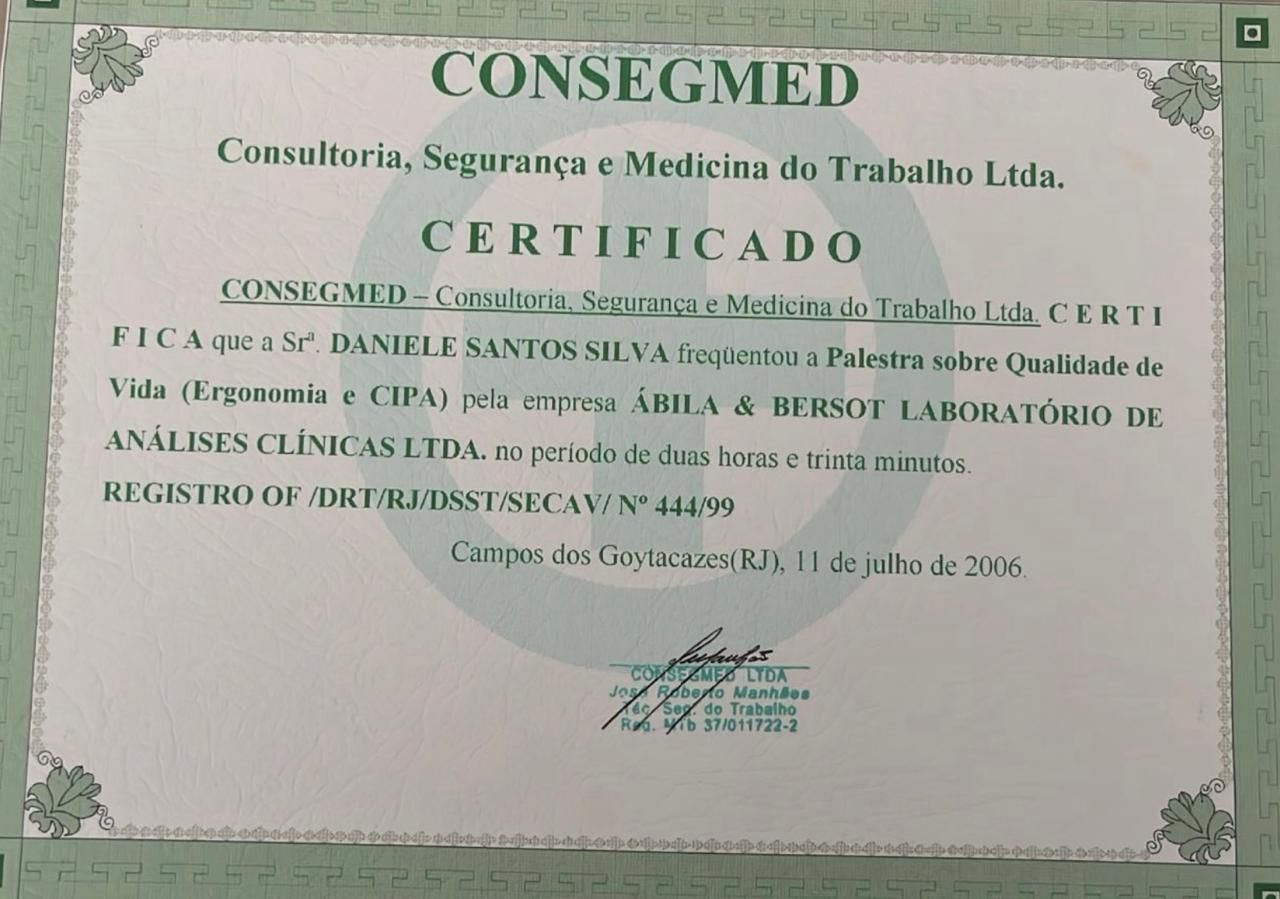 CONSEGMED
Consultoria, Segurança e Medicina do Trabalho Ltda.
CERTIFICADO
CONSEGMED – Consultoria, Segurança e Medicina do Trabalho Ltda. C E R T I
F I C A que a Srª. DANIELE SANTOS SILVA freqüentou a Palestra sobre Qualidade de
Vida (Ergonomia e CIPA) pela empresa ÁBILA & BERSOT LABORATÓRIO DE
ANÁLISES CLÍNICAS LTDA. no período de duas horas e trinta minutos.
REGISTRO OF /DRT/RJ/DSST/SECAV/ Nº 444/99
Campos dos Goytacazes(RJ), 11 de julho de 2006.
CONSEGMED LTDA
José Roberto Manhães
Téc. Seg. do Trabalho
Reg. Mtb 37/011722-2